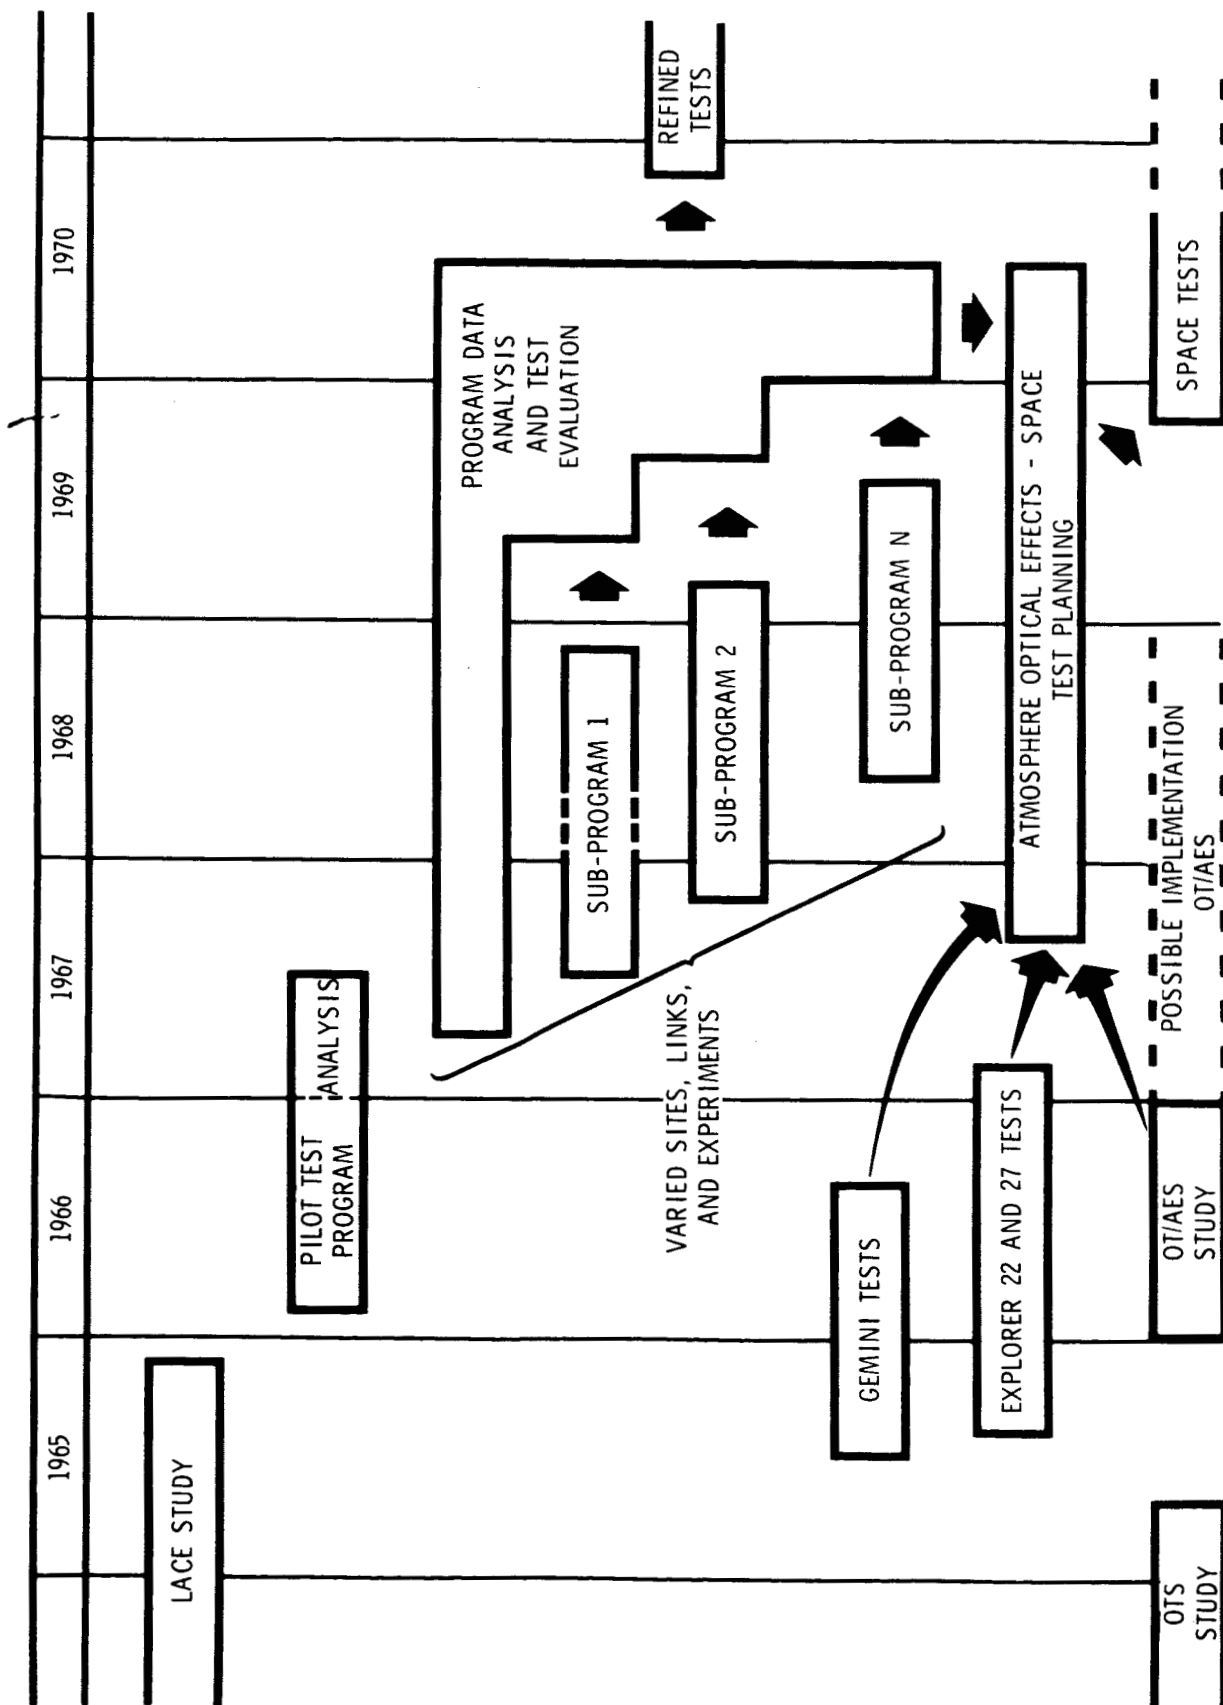 1965
1966
1967
1968
1969
1970
LACE STUDY
PILOT TEST
PROGRAM
ANALYSIS
PROGRAM DATA
ANALYSIS
AND TEST
EVALUATION
SUB-PROGRAM 1
REFINED
TESTS
SUB-PROGRAM 2
VARIED SITES, LINKS,
AND EXPERIMENTS
SUB-PROGRAM N
GEMINI TESTS
EXPLORER 22 AND 27 TESTS
ATMOSPHERE OPTICAL EFFECTS - SPACE
TEST PLANNING
OTS
STUDY
OT/AES
STUDY
POSSIBLE IMPLEMENTATION
OT/AES
SPACE TESTS